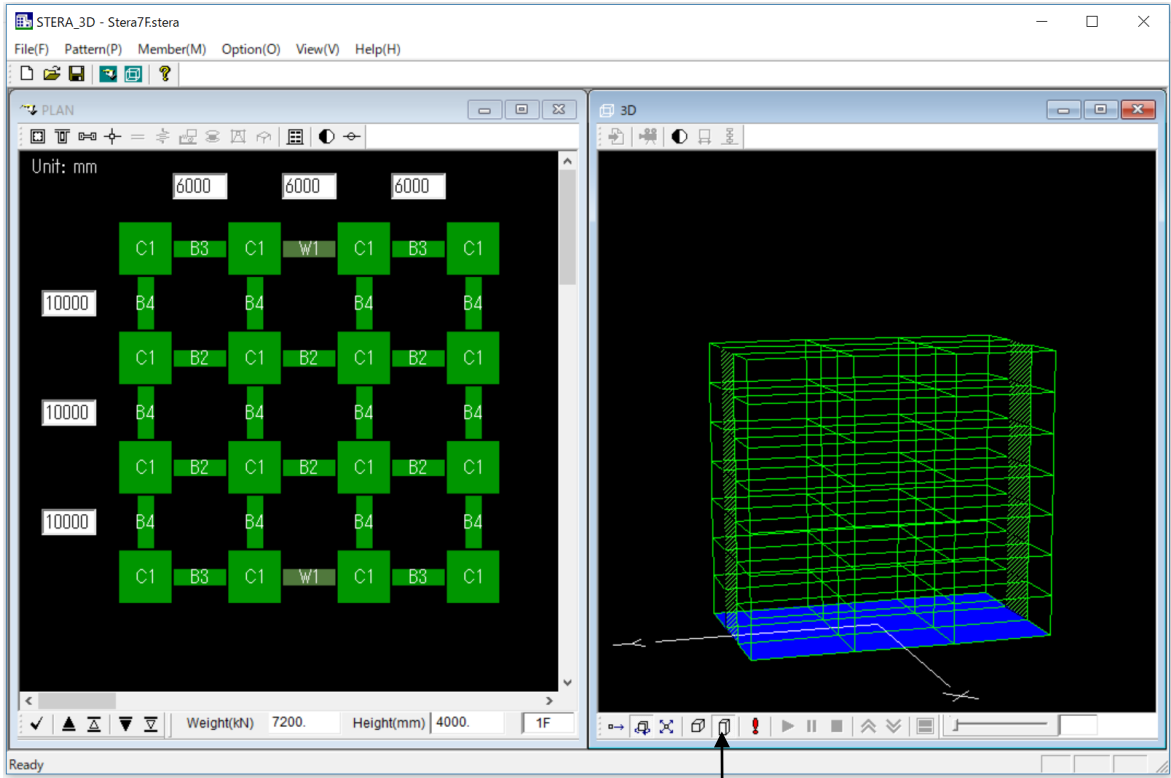 STERA_3D - Stera7F.stera
File(F) Pattern(P) Member(M) Option(O) View(V) Help(H)
PLAN
Unit: mm
6000 6000 6000
C1 B3 C1 W1 C1 B3 C1
10000 B4 B4 B4 B4
C1 B2 C1 B2 C1 B2 C1
10000 B4 B4 B4 B4
C1 B2 C1 B2 C1 B2 C1
10000 B4 B4 B4 B4
C1 B3 C1 W1 C1 B3 C1
Weight(kN) 7200. Height(mm) 4000. 1F
3D
Y
X
Ready